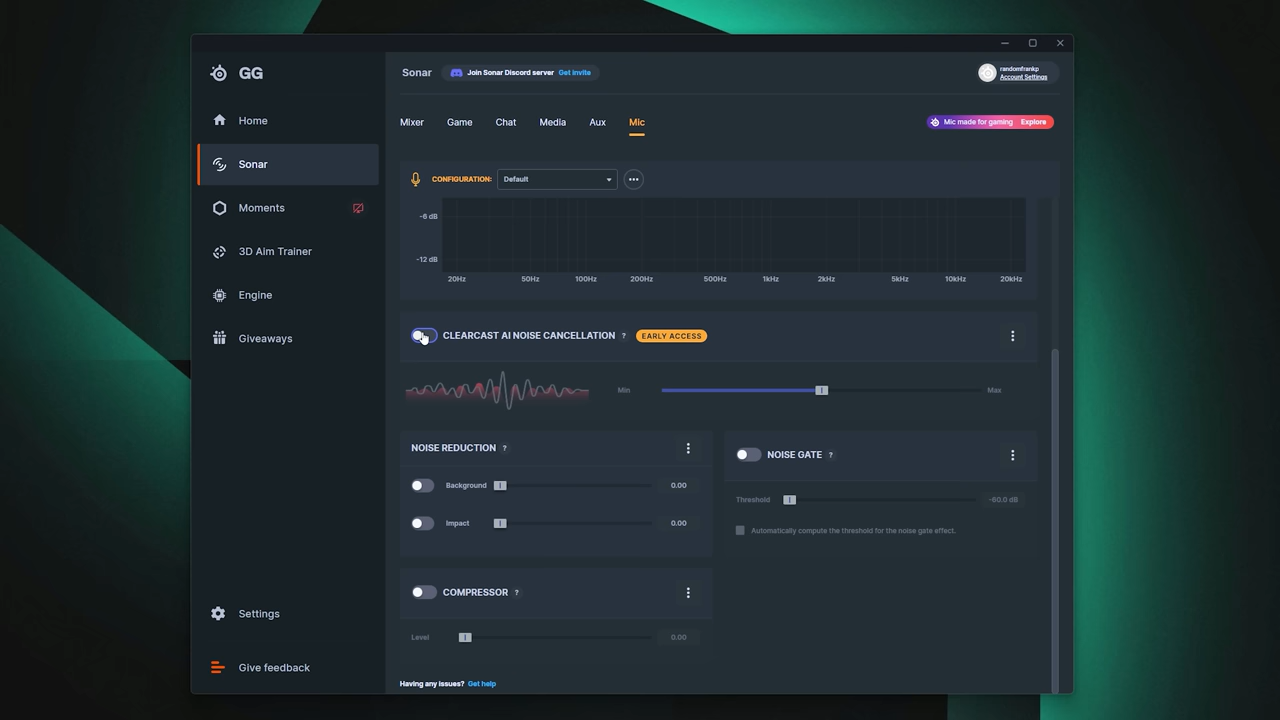 GG
Home
Sonar
Moments
3D Aim Trainer
Engine
Giveaways
Settings
Give feedback
Sonar
Join Sonar Discord server Get invite
randomfrankp
Account Settings
Mixer Game Chat Media Aux Mic
Mic made for gaming Explore
CONFIGURATION: Default
-6 dB
-12 dB
20Hz 50Hz 100Hz 200Hz 500Hz 1kHz 2kHz 5kHz 10kHz 20kHz
CLEARCAST AI NOISE CANCELLATION ? EARLY ACCESS
Min Max
NOISE REDUCTION ?
Background 0.00
Impact 0.00
NOISE GATE ?
Threshold -60.0 dB
Automatically compute the threshold for the noise gate effect.
COMPRESSOR ?
Level 0.00
Having any issues? Get help